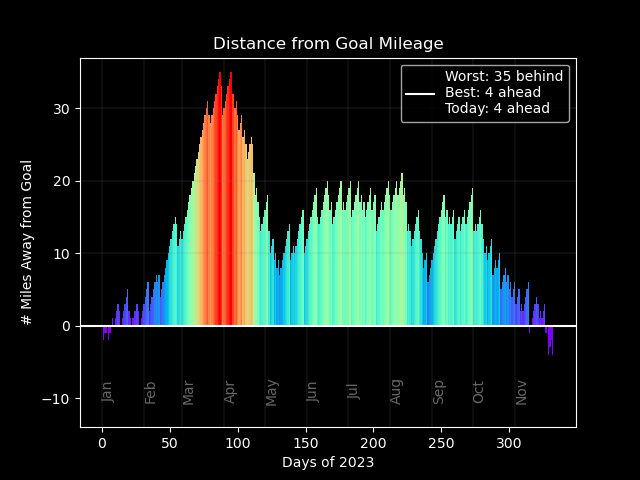 Distance from Goal Mileage
Worst: 35 behind
Best: 4 ahead
Today: 4 ahead
# Miles Away from Goal
30
20
10
0
−10
Jan
Feb
Mar
Apr
May
Jun
Jul
Aug
Sep
Oct
Nov
0 50 100 150 200 250 300
Days of 2023